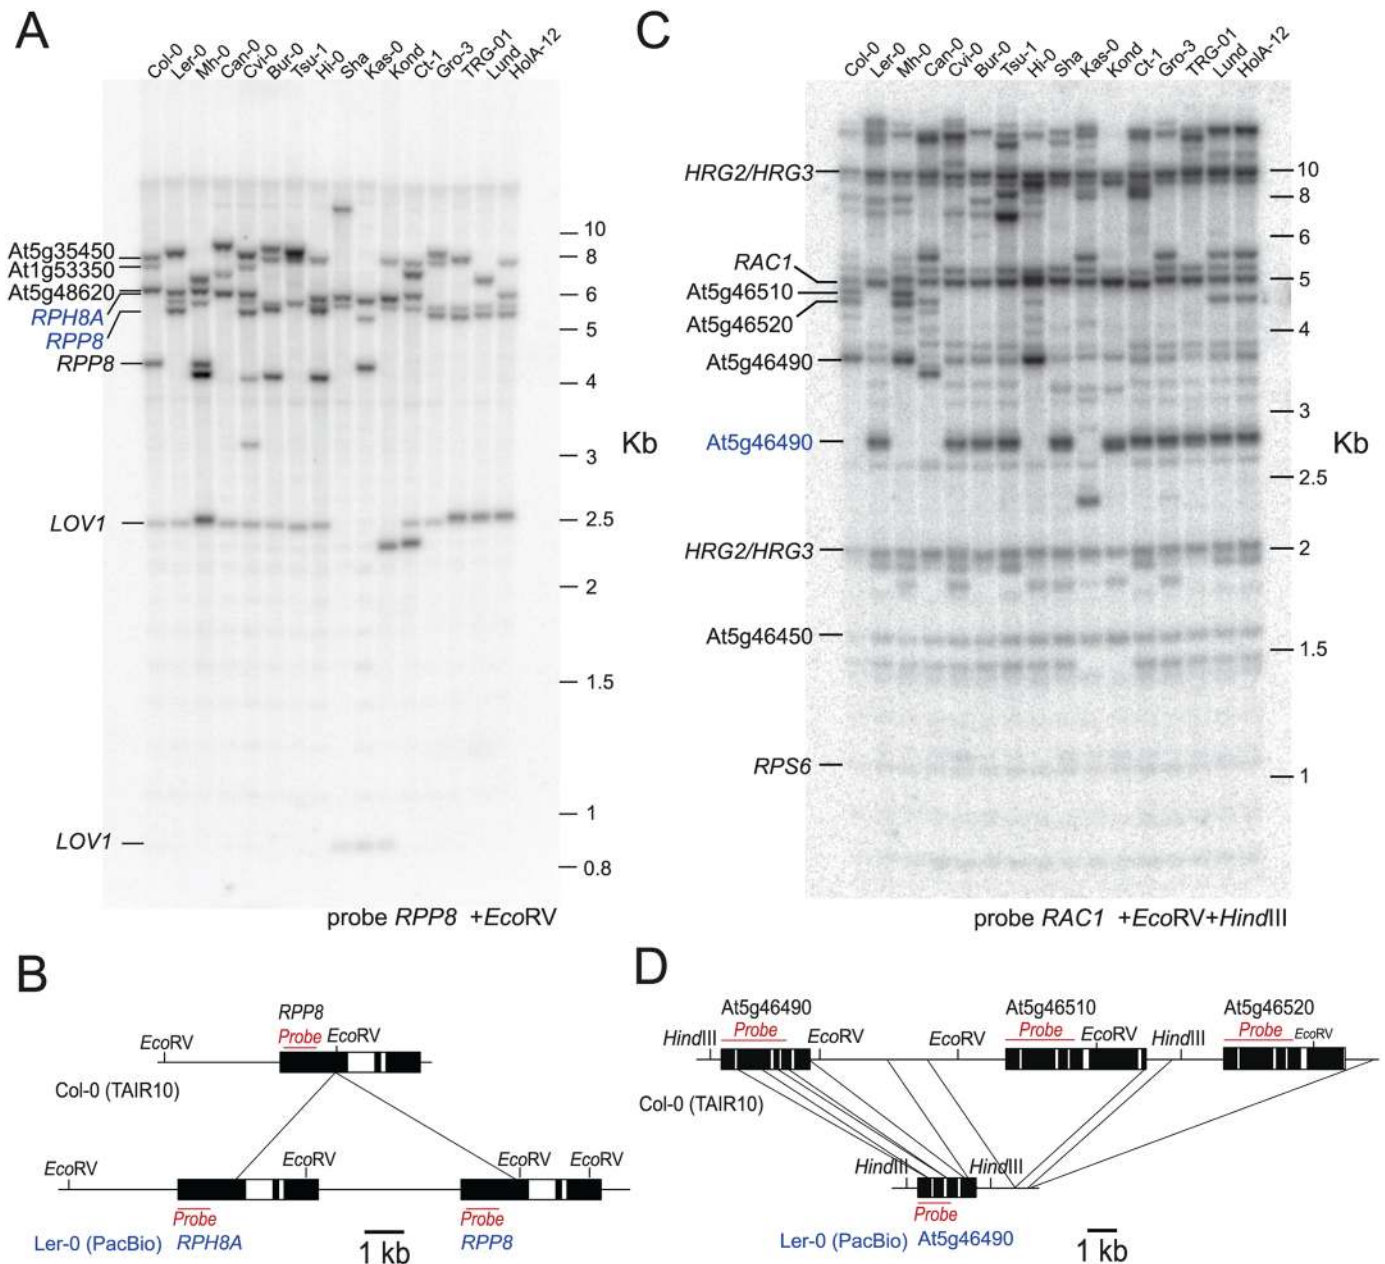 A
Col-0 Ler-0 Mh-0 Can-0 Cvi-0 Bur-0 Tsu-1 Hi-0 Sha Kas-0 Kond Ct-1 Gro-3 TRG-01 Lund HolA-12
At5g35450
At1g53350
At5g48620
RPH8A
RPP8
RPP8
LOV1
LOV1
10
8
6
5
4
3
2.5
2
1.5
1
0.8
Kb
probe RPP8 +EcoRV
C
Col-0 Ler-0 Mh-0 Can-0 Cvi-0 Bur-0 Tsu-1 Hi-0 Sha Kas-0 Kond Ct-1 Gro-3 TRG-01 Lund HolA-12
HRG2/HRG3
RAC1
At5g46510
At5g46520
At5g46490
At5g46490
HRG2/HRG3
At5g46450
RPS6
10
8
6
5
4
3
2.5
2
1.5
1
Kb
probe RAC1 +EcoRV+HindIII
B
RPP8
Probe
EcoRV EcoRV
Col-0 (TAIR10)
EcoRV EcoRV EcoRV EcoRV
Probe Probe
Ler-0 (PacBio) RPH8A 1 kb RPP8
D
At5g46490 At5g46510 At5g46520
Probe Probe Probe
HindIII EcoRV EcoRV EcoRV HindIII EcoRV
Col-0 (TAIR10)
HindIII HindIII
Probe
Ler-0 (PacBio) At5g46490 1 kb